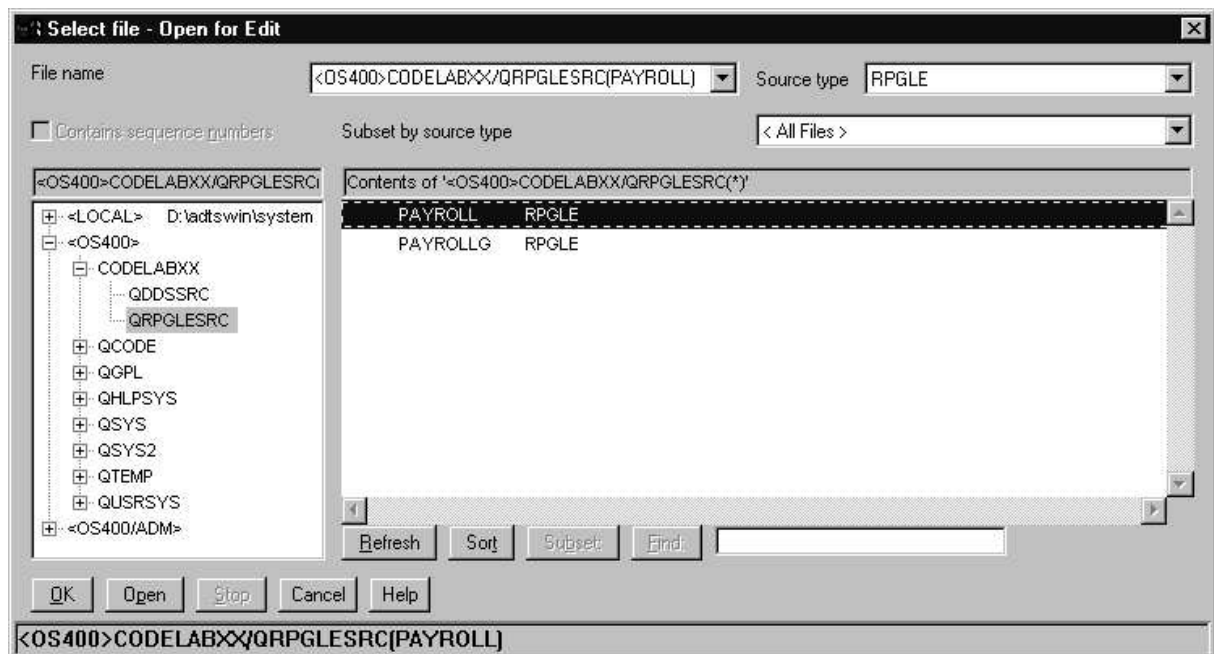 Select file - Open for Edit
File name
<OS400>CODELABXX/QRPGLESRC(PAYROLL)
Source type
RPGLE
Contains sequence numbers
Subset by source type
< All Files >
<OS400>CODELABXX/QRPGLESRC(
Contents of '<OS400>CODELABXX/QRPGLESRC(*)'
<LOCAL> D:\adtswin\system
<OS400>
CODELABXX
QDDSSRC
QRPGLESRC
QCODE
QGPL
QHLPSYS
QSYS
QSYS2
QTEMP
QUSRSYS
<OS400/ADM>
PAYROLL RPGLE
PAYROLLG RPGLE
Refresh
Sort
Subset:
Find:
OK
Open
Stop
Cancel
Help
<OS400>CODELABXX/QRPGLESRC(PAYROLL)